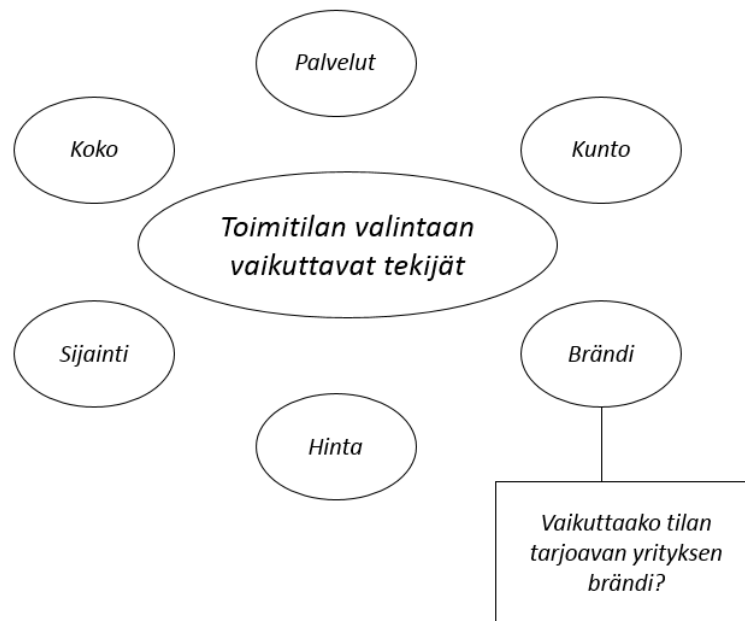 Palvelut
Koko
Kunto
Toimitilan valintaan
vaikuttavat tekijät
Sijainti
Brändi
Hinta
Vaikuttaako tilan
tarjoavan yrityksen
brändi?